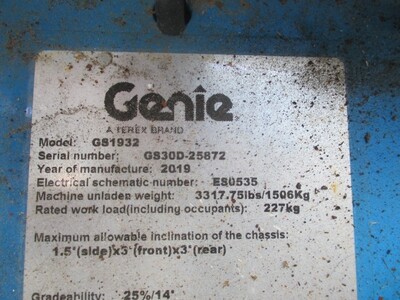 Genie
A TEREX BRAND
Model: GS1932
Serial number: GS30D-25872
Year of manufacture: 2019
Electrical schematic number: ES0535
Machine unladen weight: 3317.75lbs/1506Kg
Rated work load(including occupants): 227kg
Maximum allowable inclination of the chassis:
1.5°(side)x3°(front)x3°(rear)
Gradeability: 25%/14°